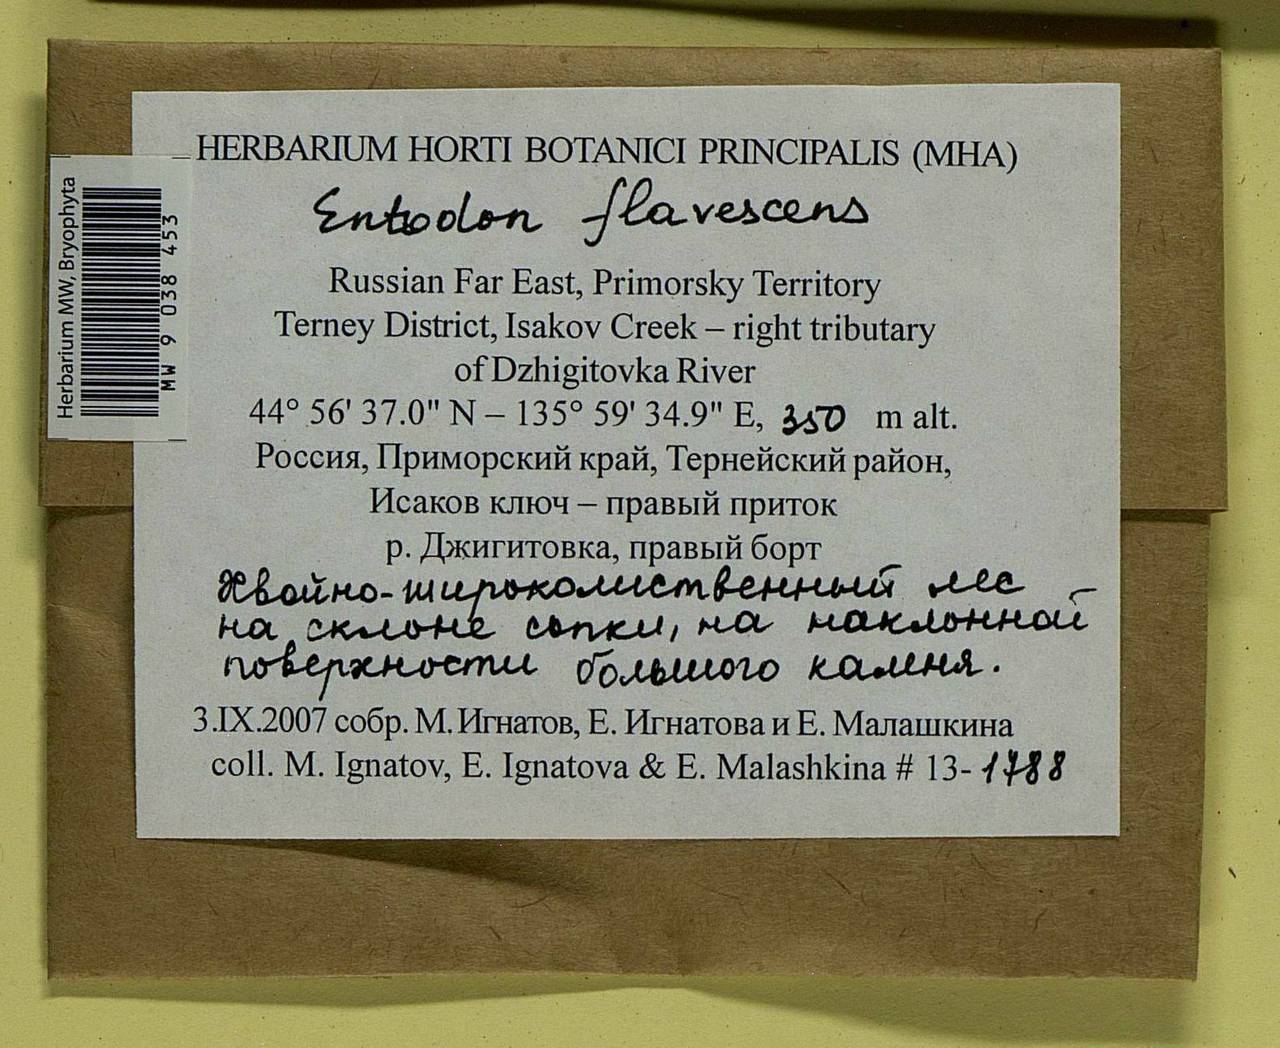 HERBARIUM HORTI BOTANICI PRINCIPALIS (MHA)
Entodon flavescens
Russian Far East, Primorsky Territory
Terney District, Isakov Creek – right tributary
of Dzhigitovka River
44° 56' 37.0" N – 135° 59' 34.9" E, 350 m alt.
Россия, Приморский край, Тернейский район,
Исаков ключ – правый приток
р. Джигитовка, правый борт
Хвойно-широколиственный лес
на склоне сопки, на наклонной
поверхности большого камня.
3.IX.2007 собр. М. Игнатов, Е. Игнатова и Е. Малашкина
coll. M. Ignatov, E. Ignatova & E. Malashkina # 13-1788
Herbarium MW, Bryophyta
MW 9 038 453